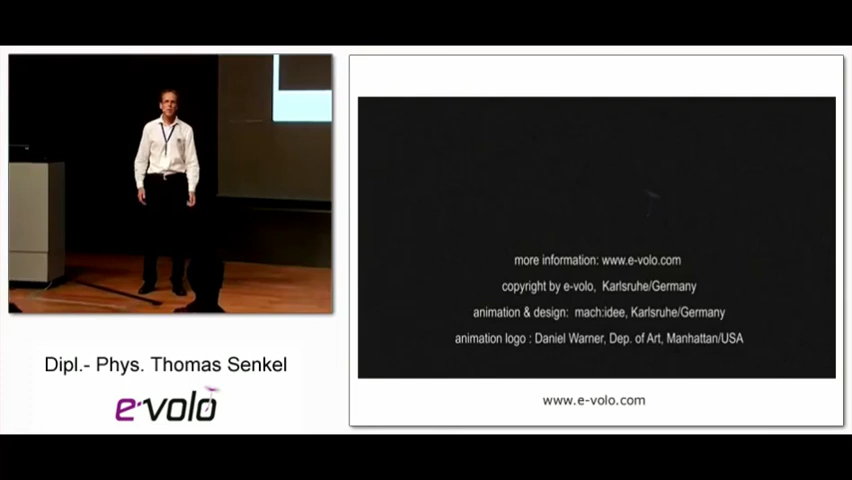 Dipl.- Phys. Thomas Senkel
e-volo
more information: www.e-volo.com
copyright by e-volo, Karlsruhe/Germany
animation & design: mach:idee, Karlsruhe/Germany
animation logo : Daniel Warner, Dep. of Art, Manhattan/USA
www.e-volo.com